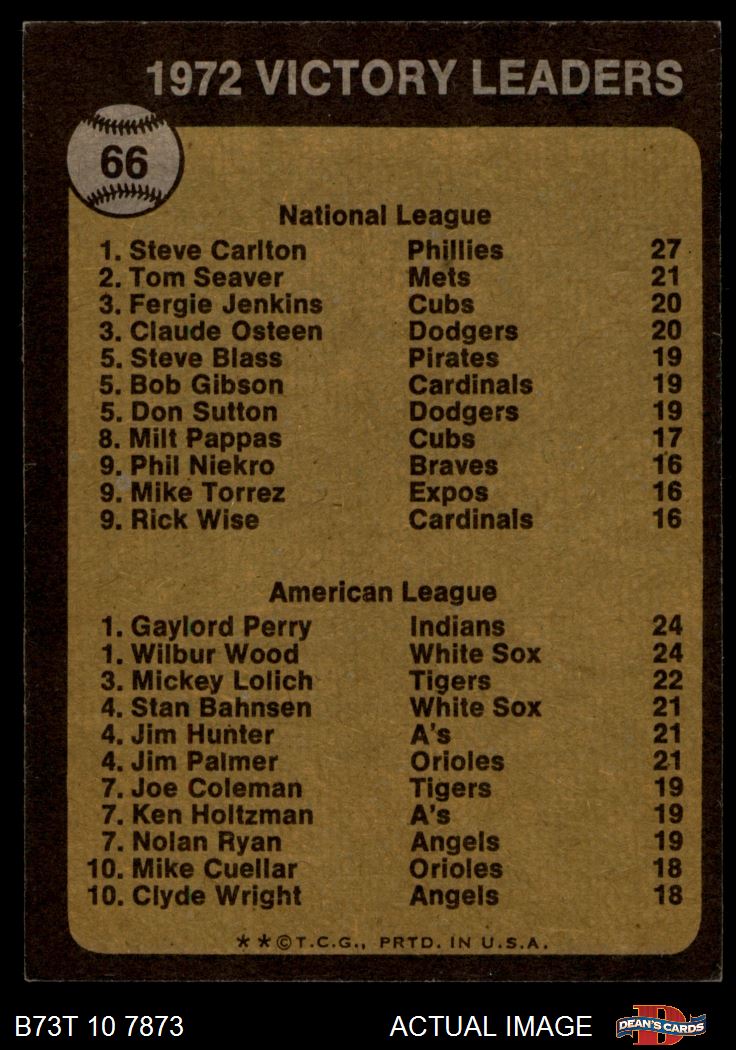 1972 VICTORY LEADERS
66
National League
1. Steve Carlton Phillies 27
2. Tom Seaver Mets 21
3. Fergie Jenkins Cubs 20
3. Claude Osteen Dodgers 20
5. Steve Blass Pirates 19
5. Bob Gibson Cardinals 19
5. Don Sutton Dodgers 19
8. Milt Pappas Cubs 17
9. Phil Niekro Braves 16
9. Mike Torrez Expos 16
9. Rick Wise Cardinals 16
American League
1. Gaylord Perry Indians 24
1. Wilbur Wood White Sox 24
3. Mickey Lolich Tigers 22
4. Stan Bahnsen White Sox 21
4. Jim Hunter A's 21
4. Jim Palmer Orioles 21
7. Joe Coleman Tigers 19
7. Ken Holtzman A's 19
7. Nolan Ryan Angels 19
10. Mike Cuellar Orioles 18
10. Clyde Wright Angels 18
**©T.C.G., PRTD. IN U.S.A.
B73T 10 7873 ACTUAL IMAGE D DEAN'S CARDS